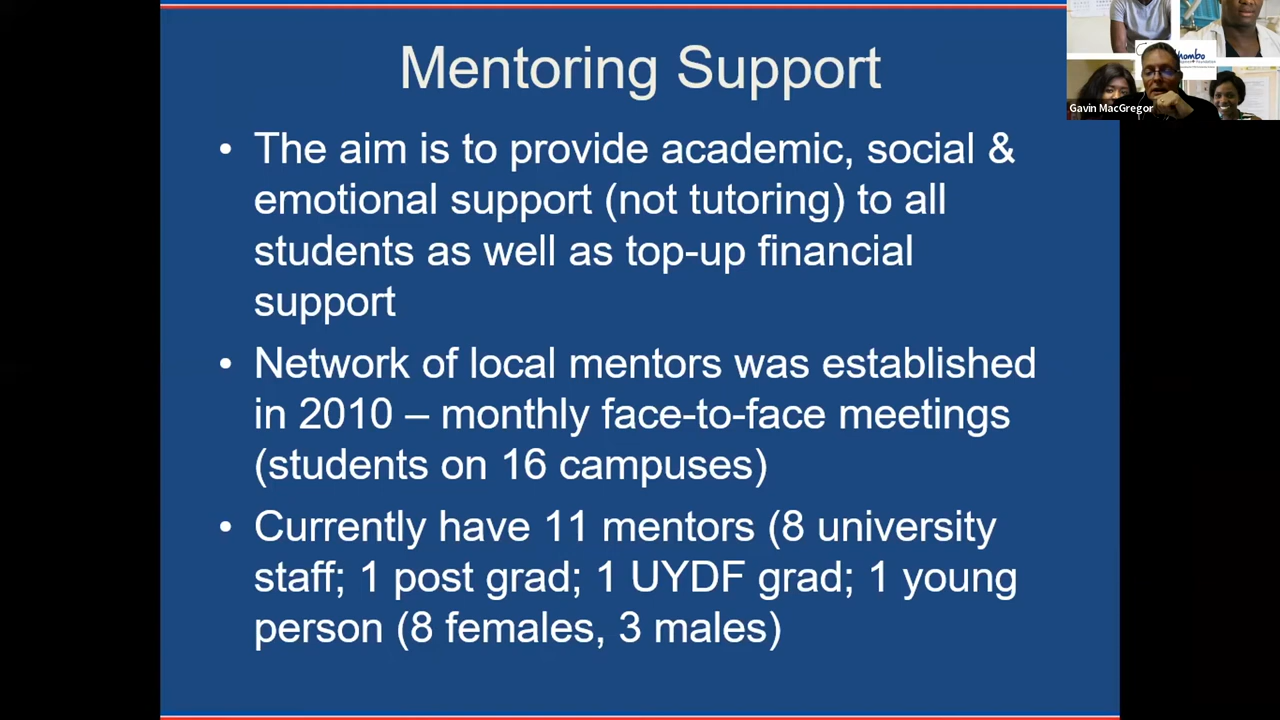 Mentoring Support
• The aim is to provide academic, social &
emotional support (not tutoring) to all
students as well as top-up financial
support
• Network of local mentors was established
in 2010 – monthly face-to-face meetings
(students on 16 campuses)
• Currently have 11 mentors (8 university
staff; 1 post grad; 1 UYDF grad; 1 young
person (8 females, 3 males)
Gavin MacGregor